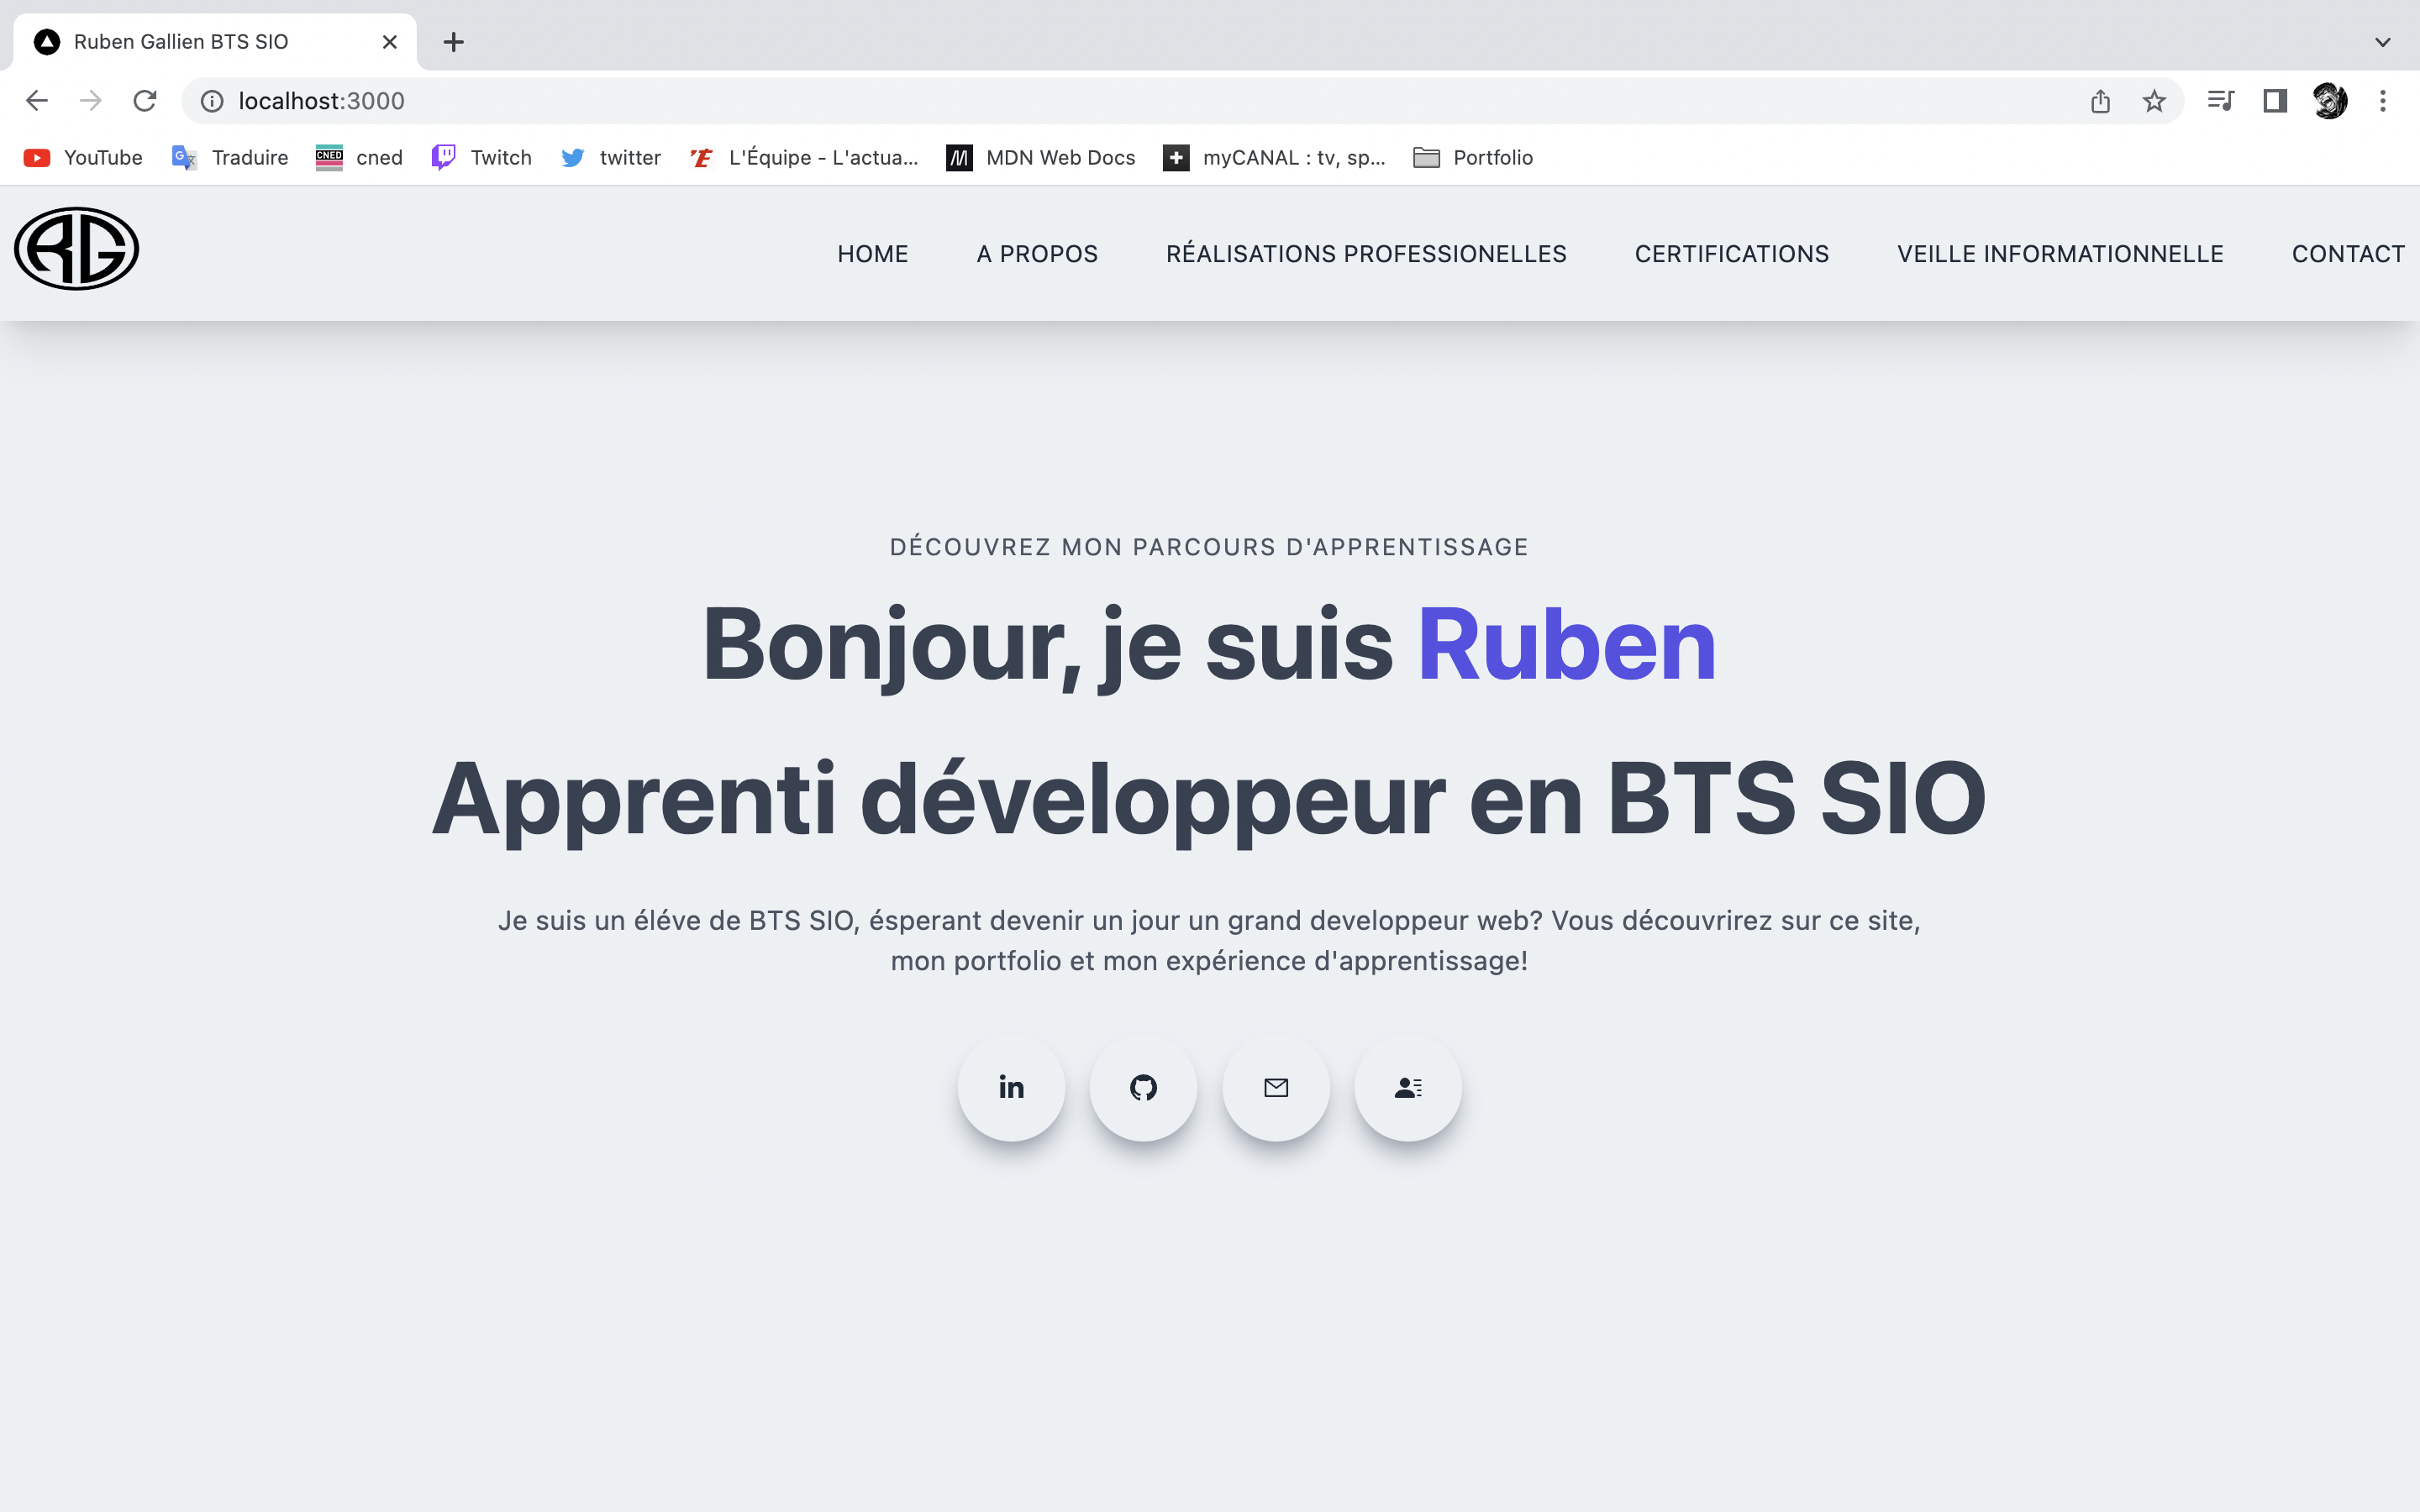 Ruben Gallien BTS SIO
localhost:3000
YouTube Traduire CNED cned Twitch twitter L'Équipe - L'actua... M MDN Web Docs myCANAL : tv, sp... Portfolio
RG HOME A PROPOS RÉALISATIONS PROFESSIONELLES CERTIFICATIONS VEILLE INFORMATIONNELLE CONTACT
DÉCOUVREZ MON PARCOURS D'APPRENTISSAGE
Bonjour, je suis Ruben
Apprenti développeur en BTS SIO
Je suis un éléve de BTS SIO, ésperant devenir un jour un grand developpeur web? Vous découvrirez sur ce site,
mon portfolio et mon expérience d'apprentissage!
in